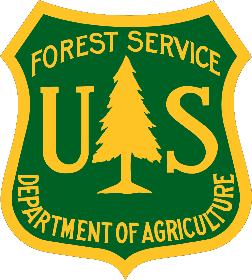 FOREST SERVICE
U S
DEPARTMENT OF AGRICULTURE